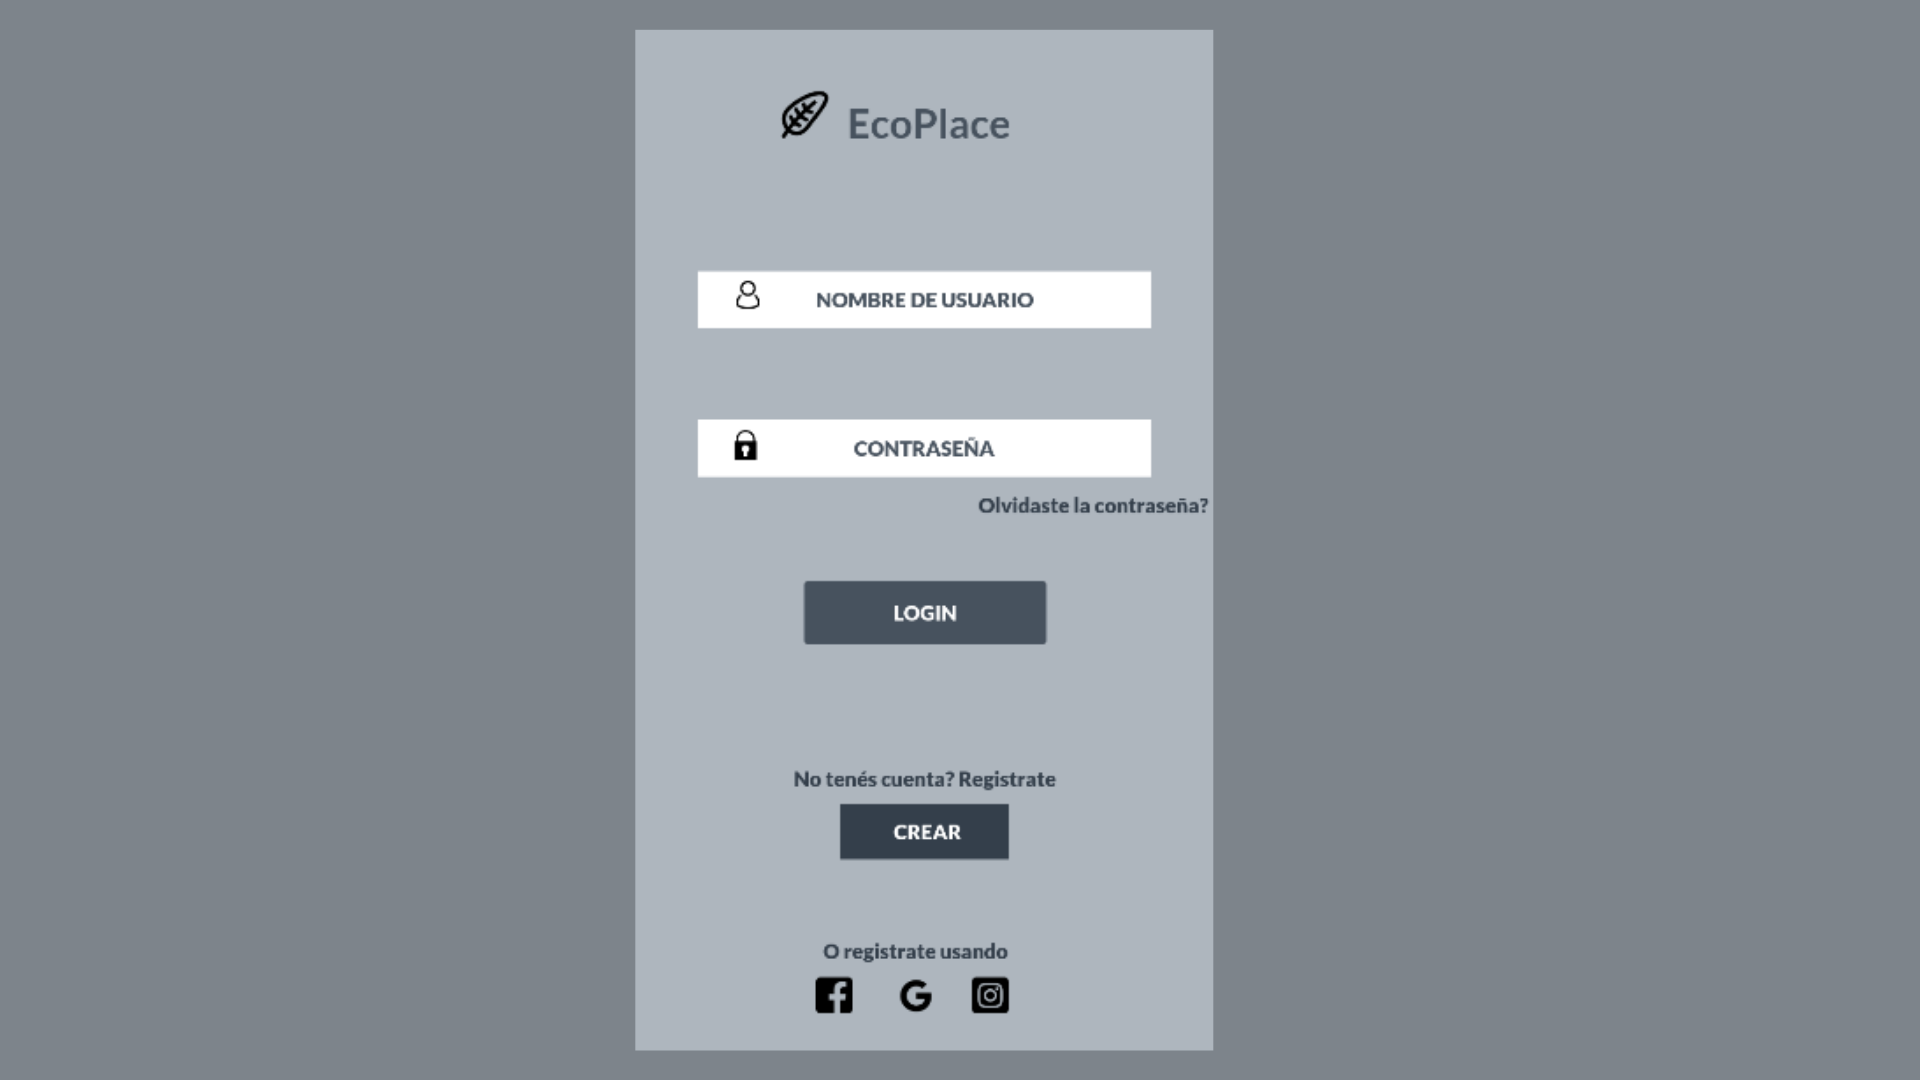 EcoPlace
NOMBRE DE USUARIO
CONTRASEÑA
Olvidaste la contraseña?
LOGIN
No tenés cuenta? Registrate
CREAR
O registrate usando